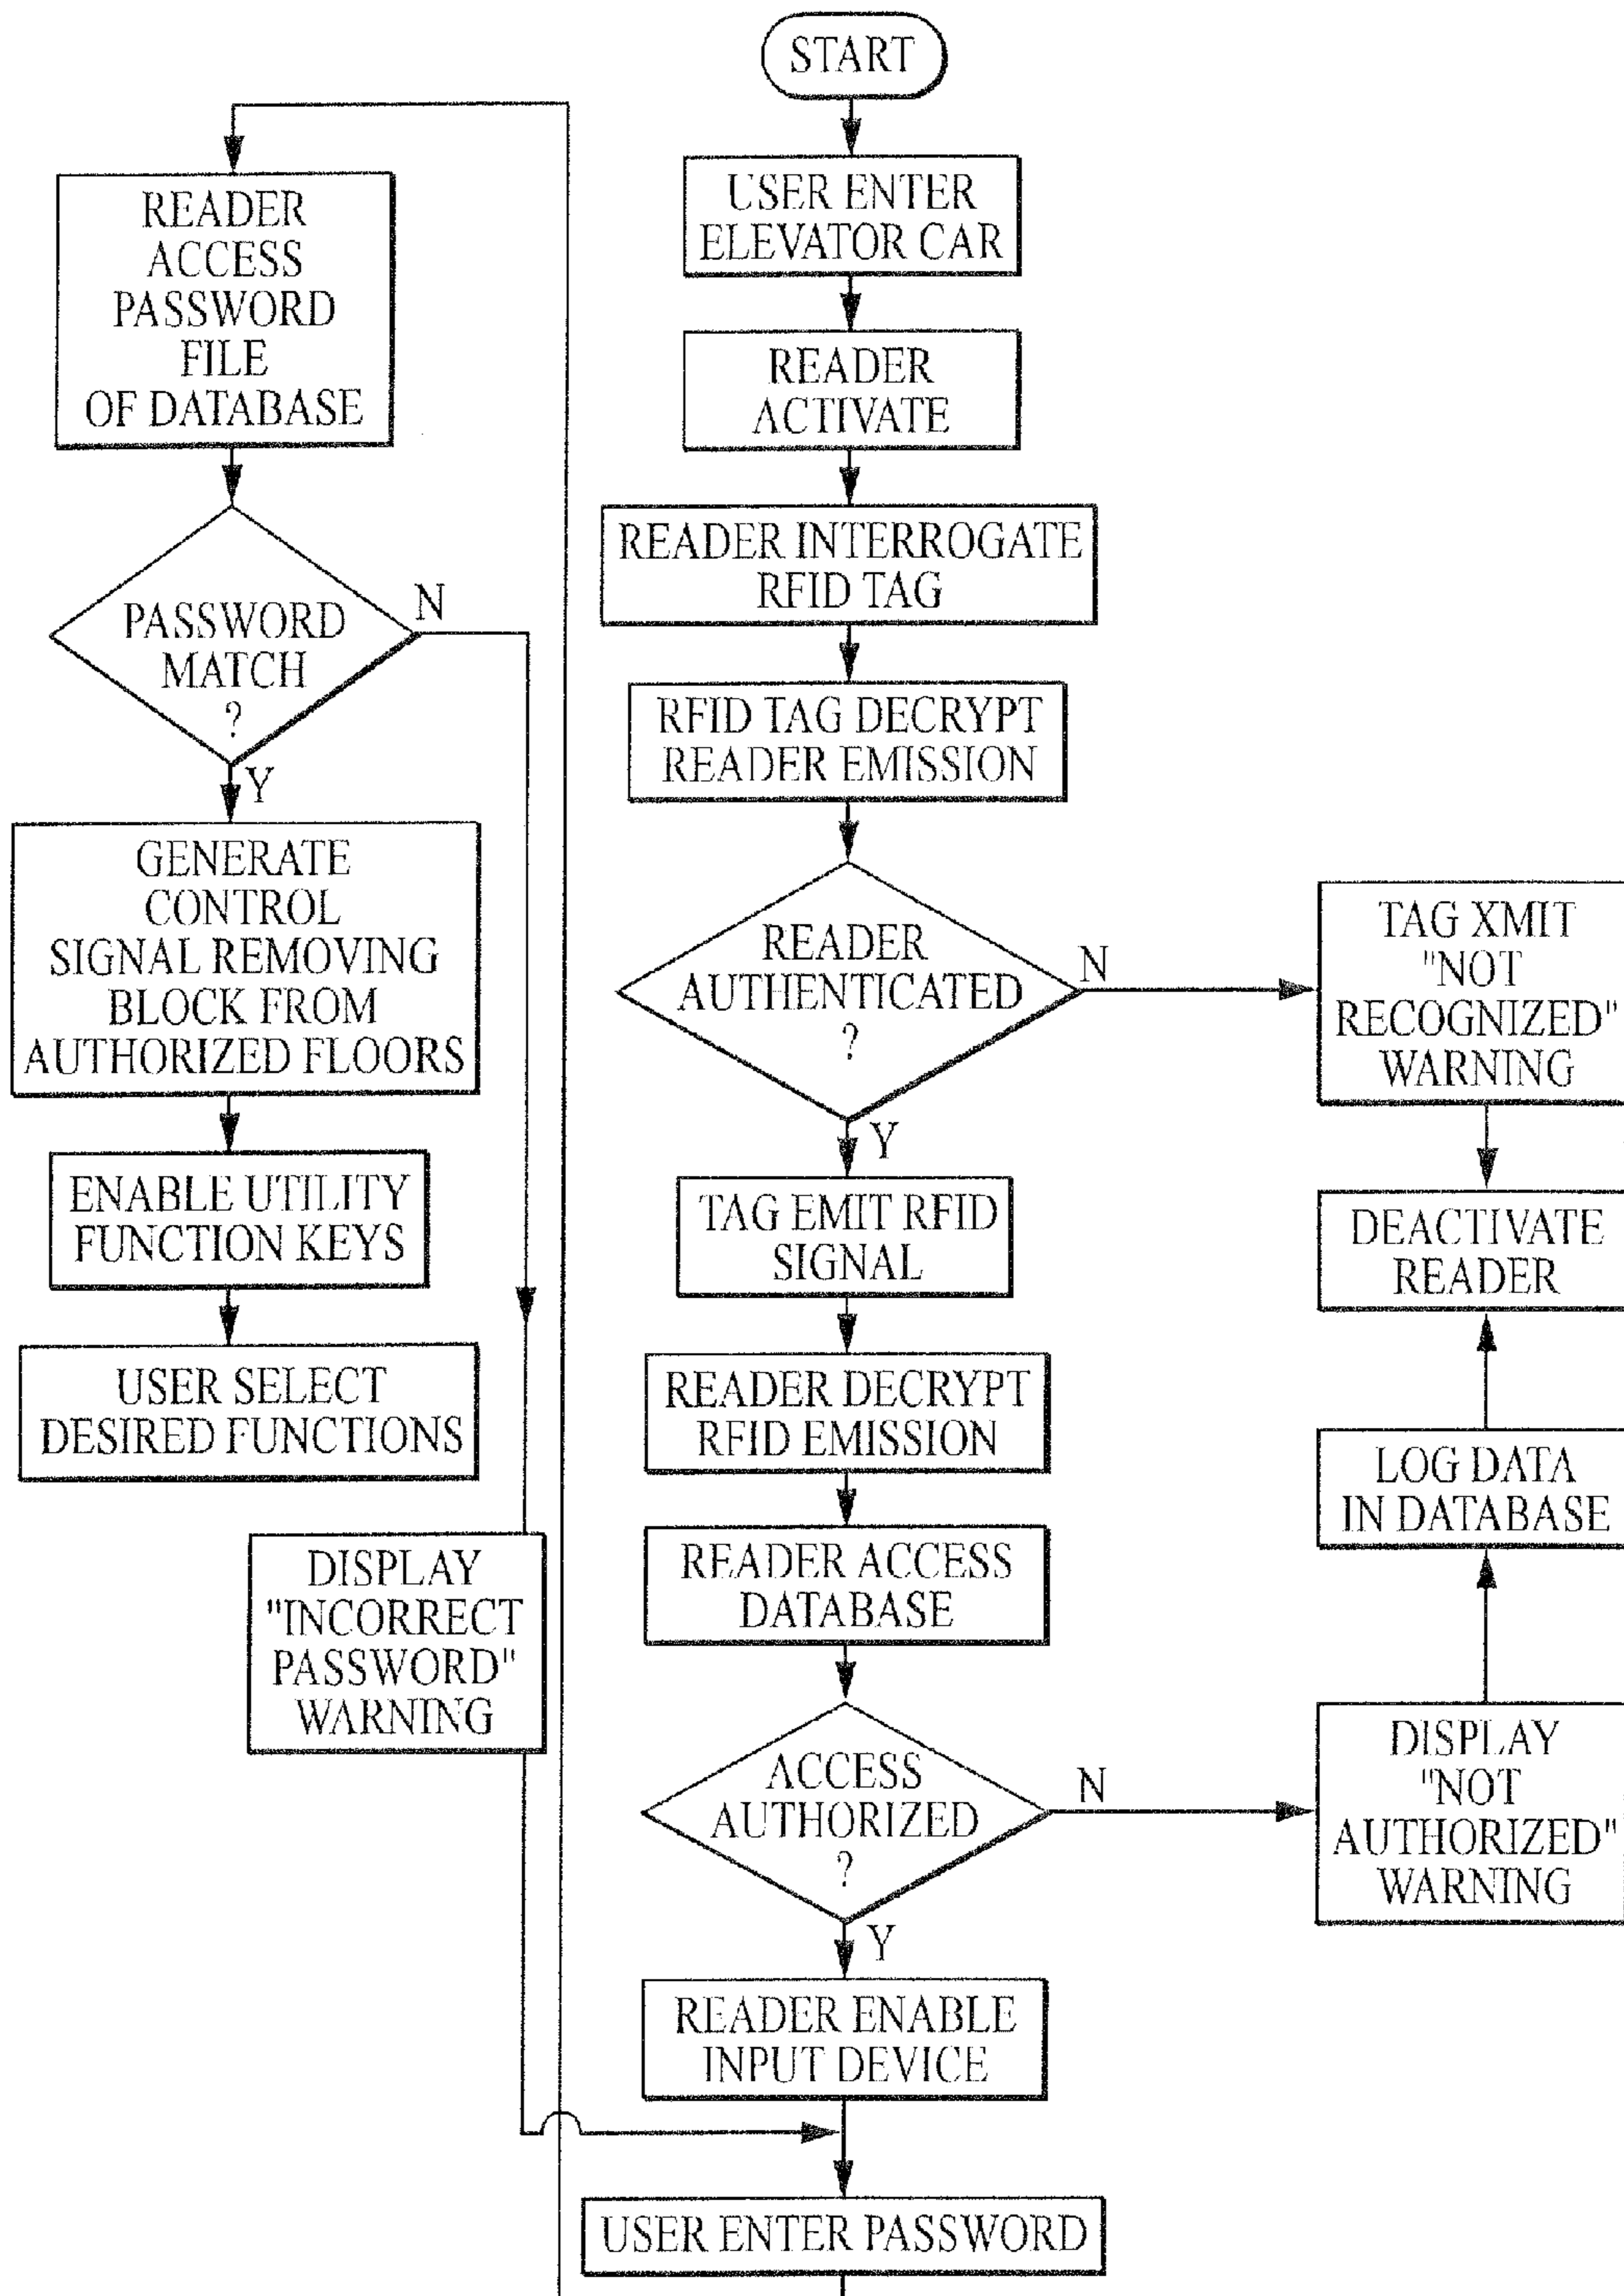 START
USER ENTER
ELEVATOR CAR
READER
ACTIVATE
READER INTERROGATE
RFID TAG
RFID TAG DECRYPT
READER EMISSION
READER
AUTHENTICATED
?
N
Y
TAG XMIT
"NOT
RECOGNIZED"
WARNING
DEACTIVATE
READER
TAG EMIT RFID
SIGNAL
READER DECRYPT
RFID EMISSION
READER ACCESS
DATABASE
LOG DATA
IN DATABASE
ACCESS
AUTHORIZED
?
N
Y
DISPLAY
"NOT
AUTHORIZED"
WARNING
READER ENABLE
INPUT DEVICE
USER ENTER PASSWORD
READER
ACCESS
PASSWORD
FILE
OF DATABASE
PASSWORD
MATCH
?
N
Y
GENERATE
CONTROL
SIGNAL REMOVING
BLOCK FROM
AUTHORIZED FLOORS
ENABLE UTILITY
FUNCTION KEYS
USER SELECT
DESIRED FUNCTIONS
DISPLAY
"INCORRECT
PASSWORD"
WARNING